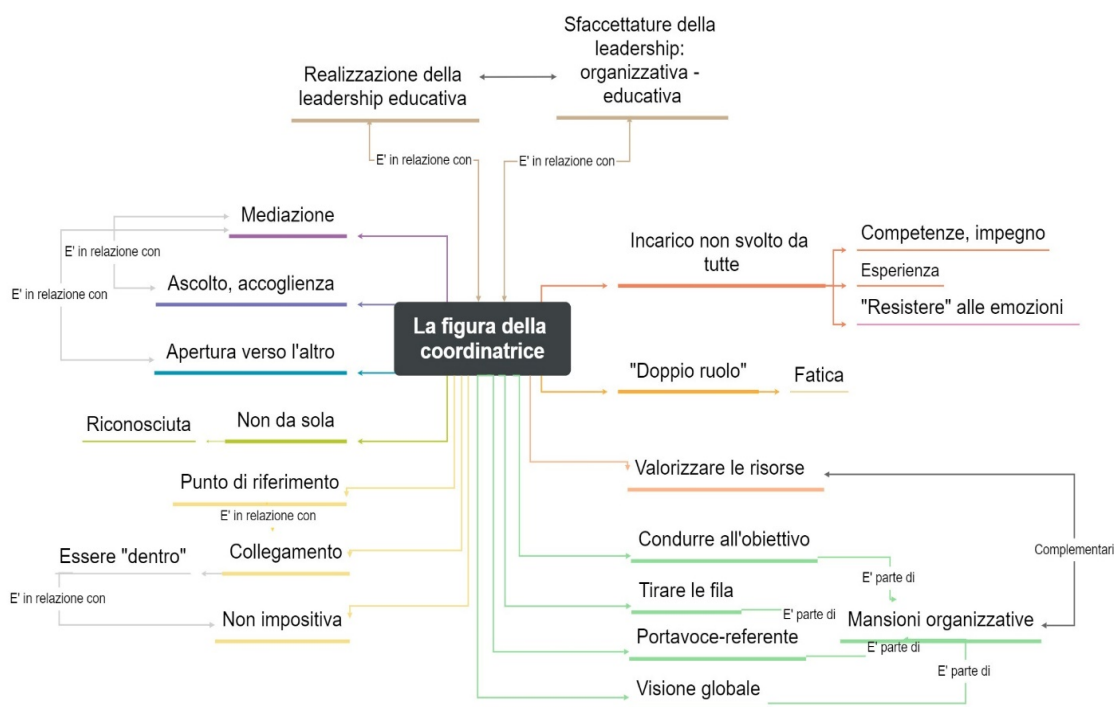 Sfaccettature della
leadership:
organizzativa -
educativa
Realizzazione della
leadership educativa
E' in relazione con
E' in relazione con
Mediazione
E' in relazione con
Ascolto, accoglienza
E' in relazione con
Apertura verso l'altro
La figura della
coordinatrice
Incarico non svolto da
tutte
Competenze, impegno
Esperienza
"Resistere" alle emozioni
"Doppio ruolo"
Fatica
Riconosciuta
Non da sola
Punto di riferimento
E' in relazione con
Essere "dentro"
Collegamento
E' in relazione con
Non impositiva
Valorizzare le risorse
Complementari
Condurre all'obiettivo
E' parte di
Tirare le fila
E' parte di
Mansioni organizzative
Portavoce-referente
E' parte di
E' parte di
Visione globale